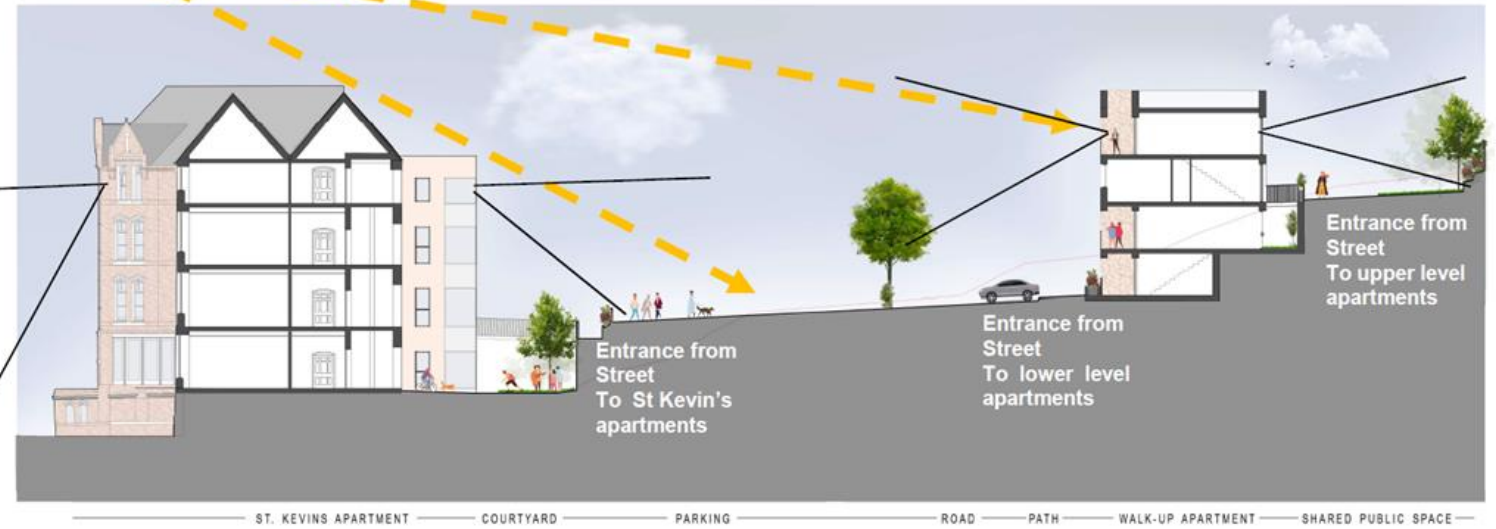 Entrance from
Street
To upper level
apartments
Entrance from
Street
To lower level
apartments
Entrance from
Street
To St Kevin's
apartments
ST. KEVINS APARTMENT COURTYARD PARKING ROAD PATH WALK-UP APARTMENT SHARED PUBLIC SPACE